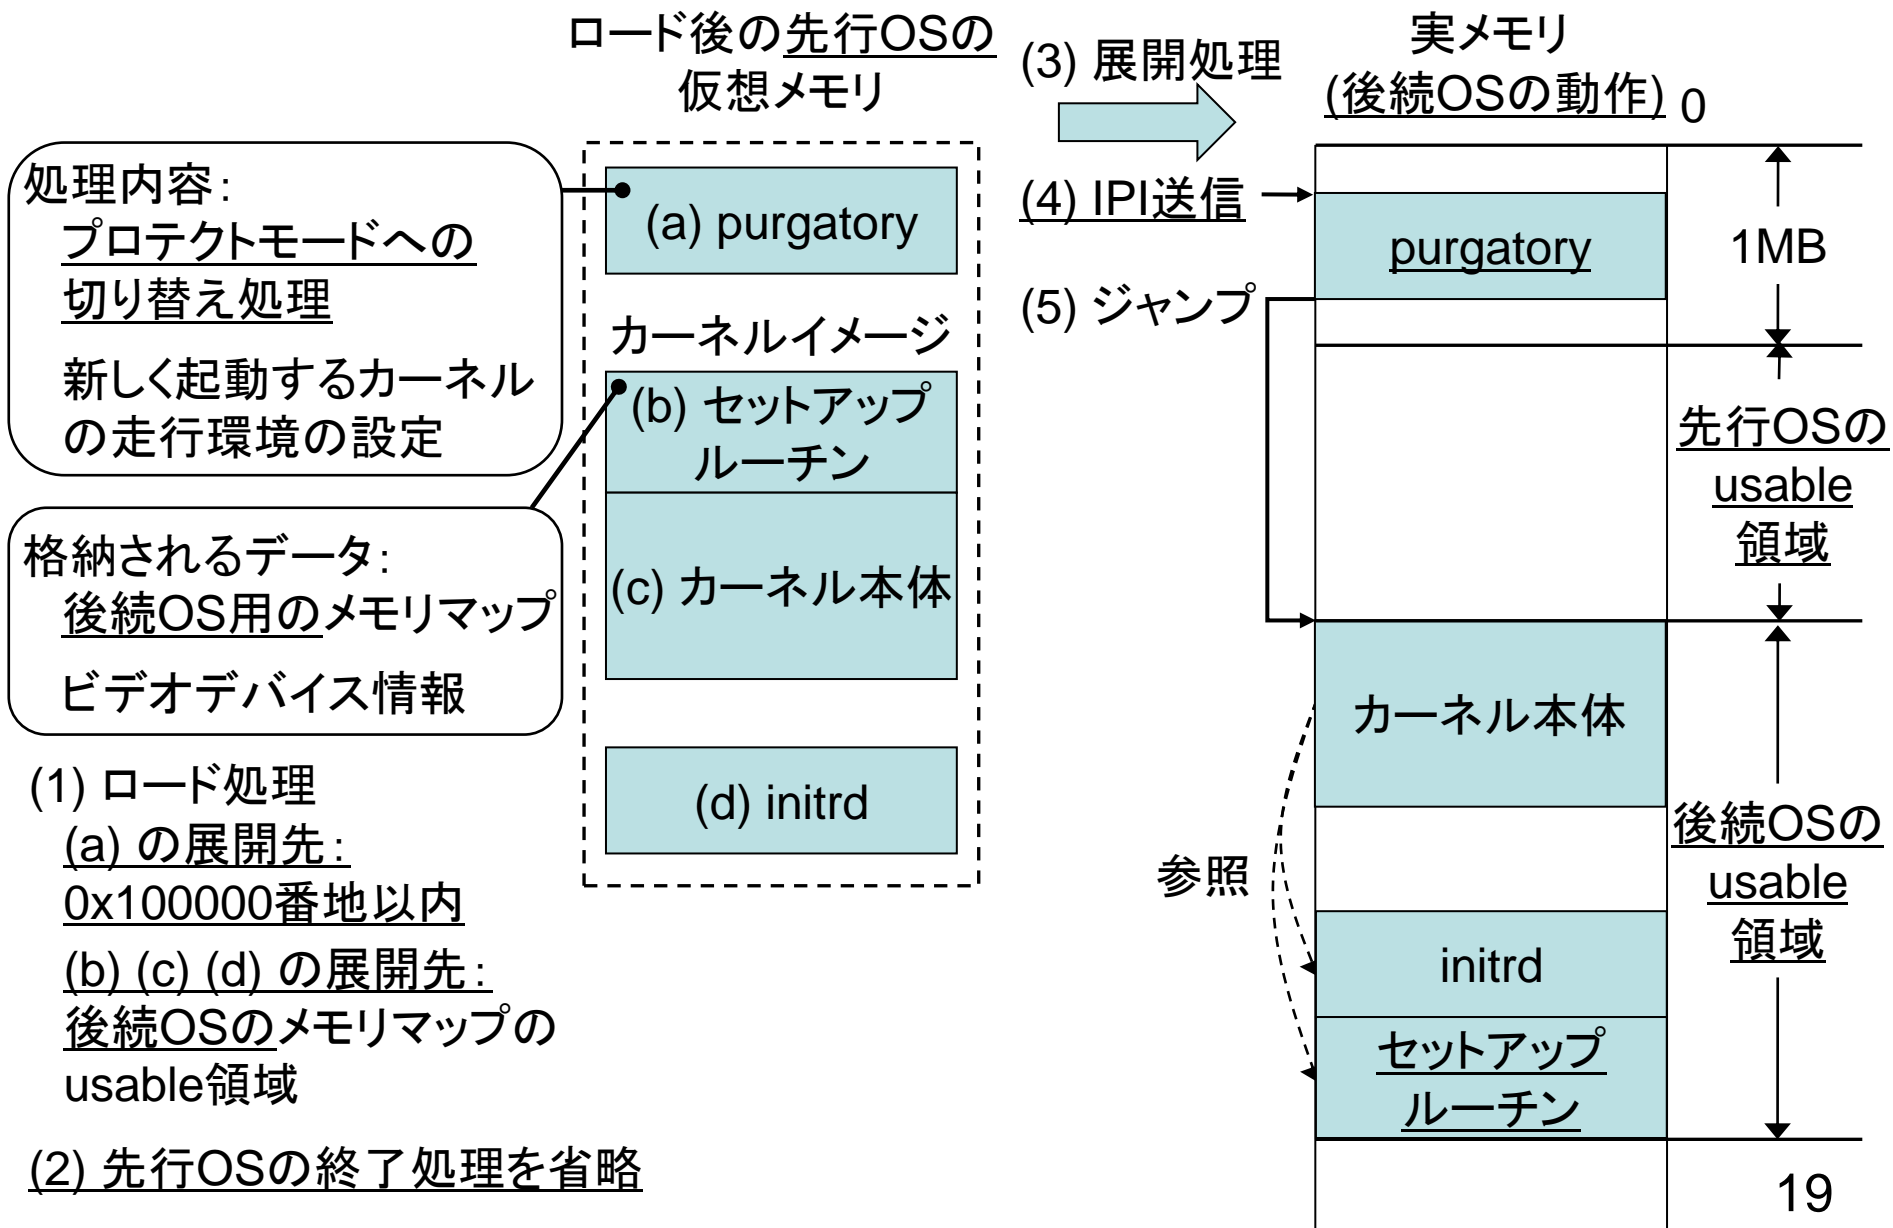 ロード後の先行OSの
仮想メモリ
(3) 展開処理
実メモリ
(後続OSの動作)
0
処理内容：
プロテクトモードへの
切り替え処理
新しく起動するカーネル
の走行環境の設定
格納されるデータ：
後続OS用のメモリマップ
ビデオデバイス情報
(1) ロード処理
(a) の展開先：
0x100000番地以内
(b) (c) (d) の展開先：
後続OSのメモリマップの
usable領域
(2) 先行OSの終了処理を省略
(a) purgatory
カーネルイメージ
(b) セットアップ
ルーチン
(c) カーネル本体
(d) initrd
(4) IPI送信
(5) ジャンプ
参照
purgatory
カーネル本体
initrd
セットアップ
ルーチン
1MB
先行OSの
usable
領域
後続OSの
usable
領域
19